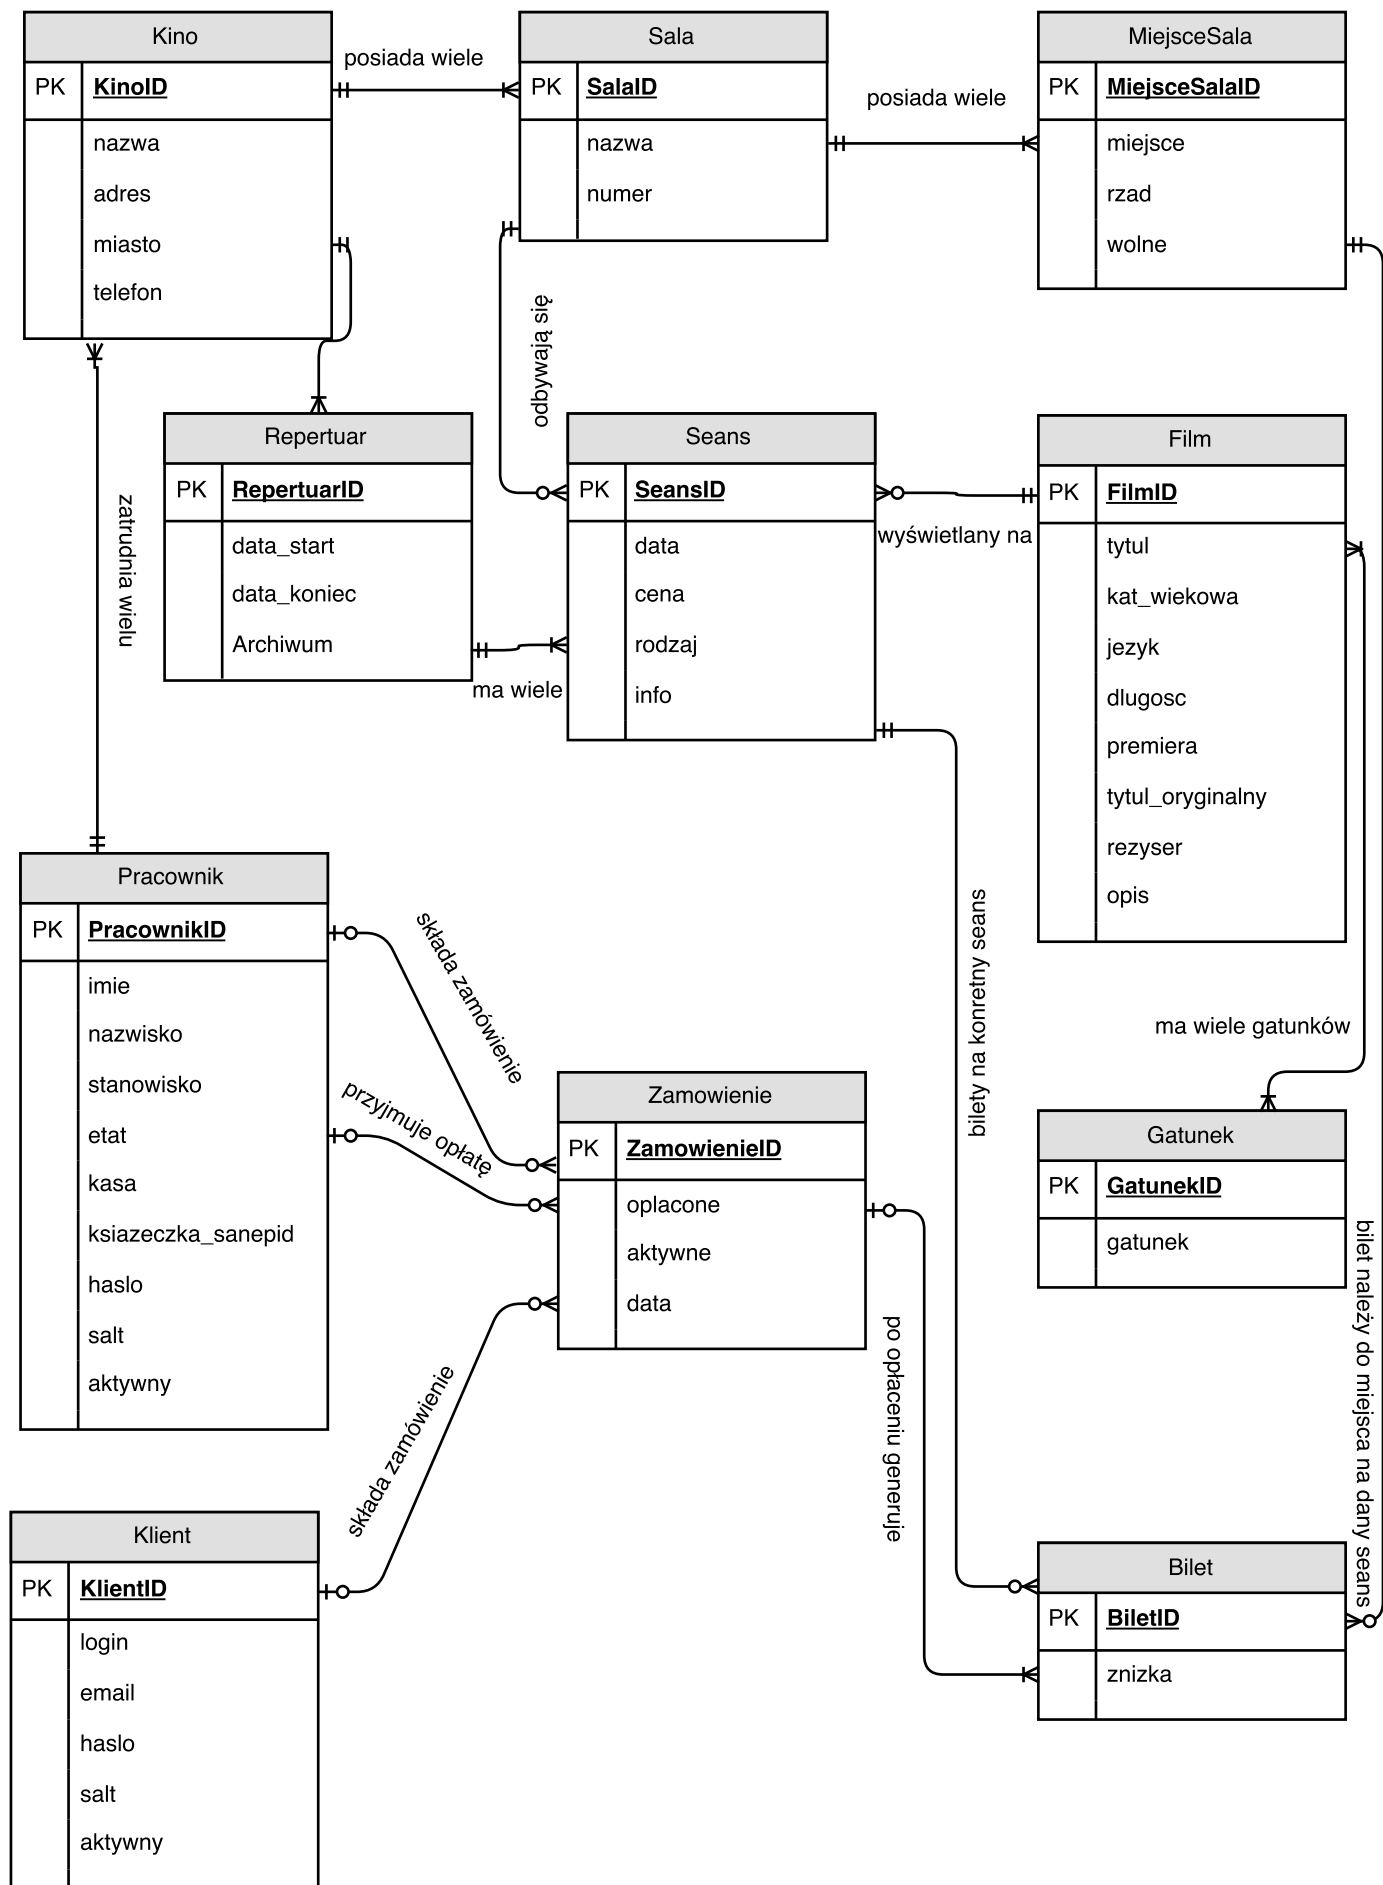 Kino
PK KinoID
nazwa
adres
miasto
telefon
posiada wiele
Sala
PK SalaID
nazwa
numer
posiada wiele
MiejsceSala
PK MiejsceSalaID
miejsce
rzad
wolne
odbywają się
zatrudnia wielu
Repertuar
PK RepertuarID
data_start
data_koniec
Archiwum
ma wiele
Seans
PK SeansID
data
cena
rodzaj
info
wyświetlany na
Film
PK FilmID
tytul
kat_wiekowa
jezyk
dlugosc
premiera
tytul_oryginalny
rezyser
opis
Pracownik
PK PracownikID
imie
nazwisko
stanowisko
etat
kasa
ksiazeczka_sanepid
haslo
salt
aktywny
składa zamówienie
przyjmuje opłatę
bilety na konretny seans
ma wiele gatunków
Zamowienie
PK ZamowienieID
oplacone
aktywne
data
Gatunek
PK GatunekID
gatunek
składa zamówienie
po opłaceniu generuje
bilet należy do miejsca na dany seans
Klient
PK KlientID
login
email
haslo
salt
aktywny
Bilet
PK BiletID
znizka